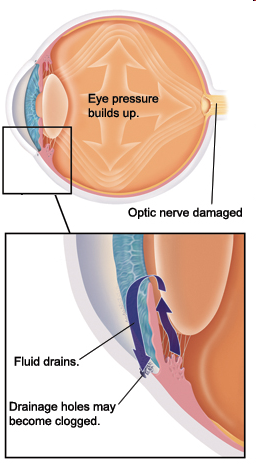 Eye pressure
builds up.
Optic nerve damaged
Fluid drains.
Drainage holes may
become clogged.